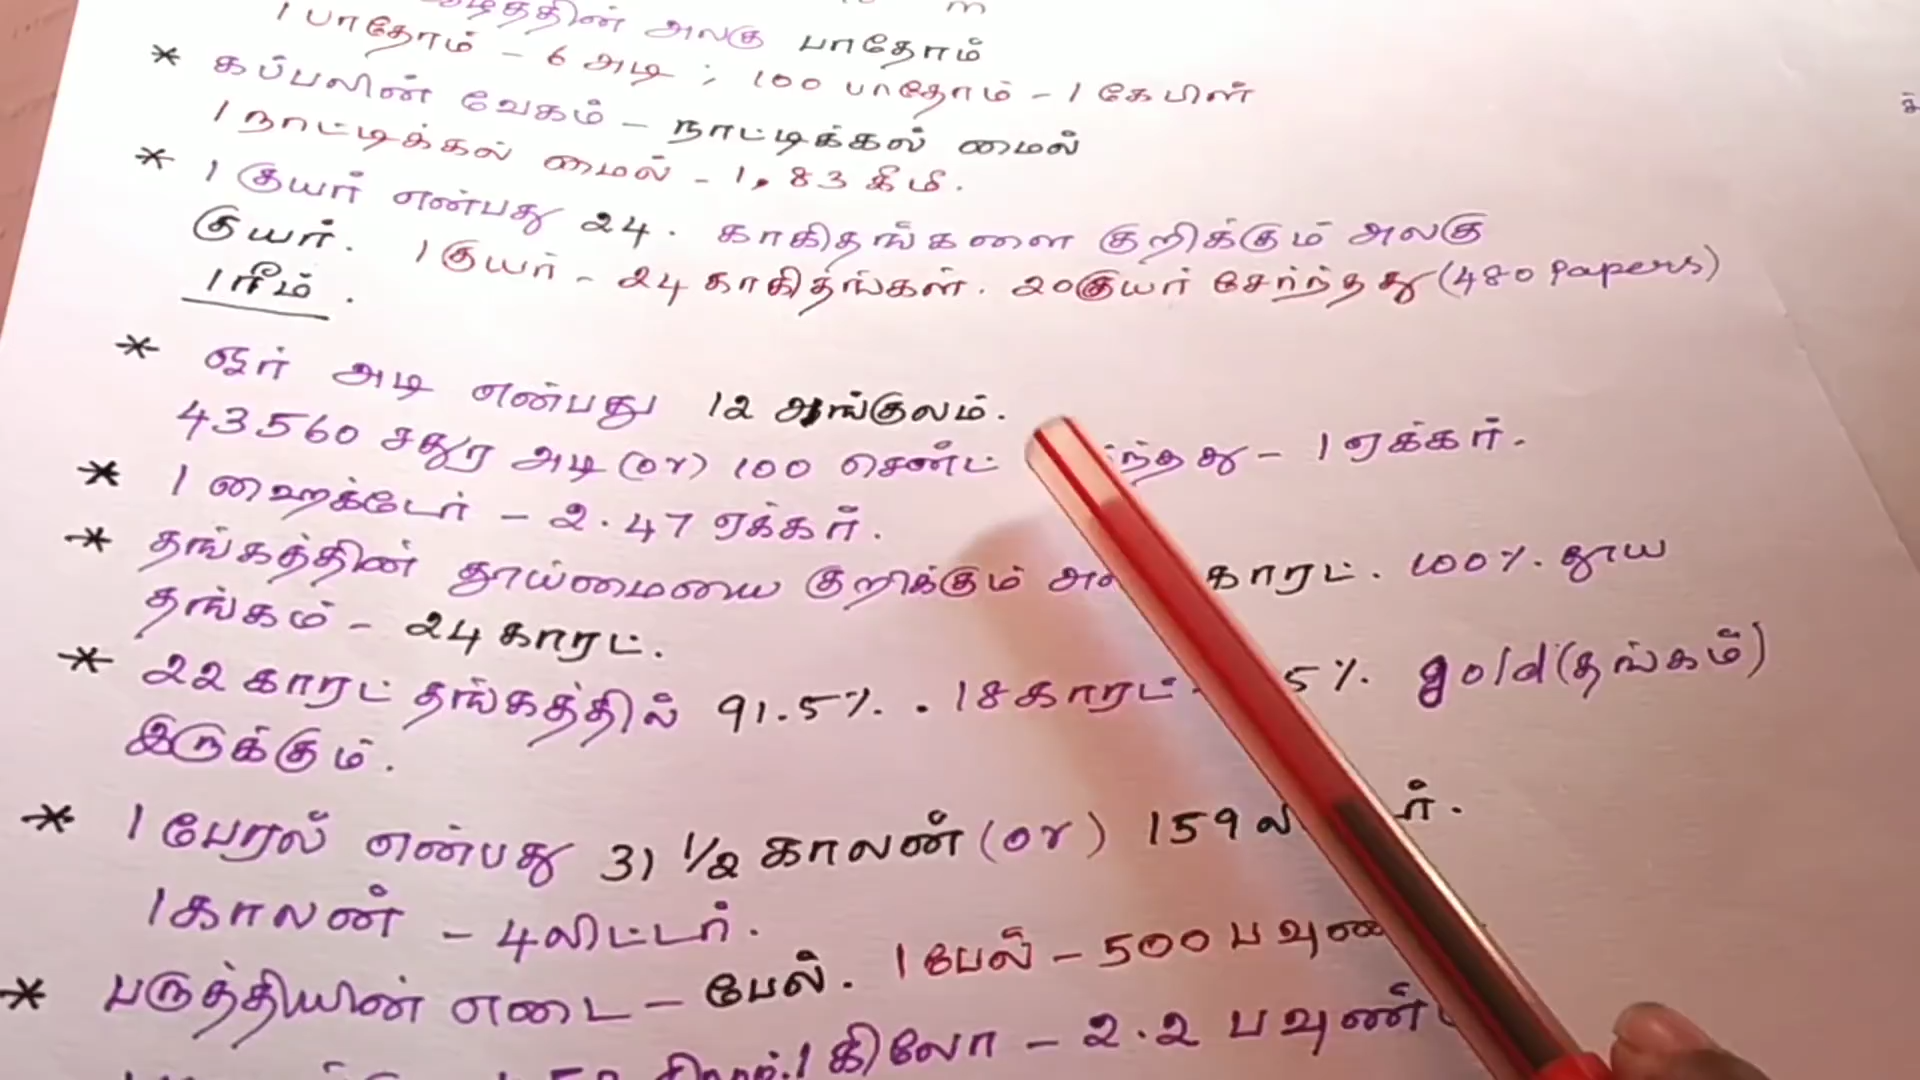 அலகு பாதோம்
1 பாதோம் - 6 அடி ; 100 பாதோம் - 1 கேபிள்
* கப்பலின் வேகம் - நாட்டிக்கல் மைல்
1 நாட்டிக்கல் மைல் - 1.83 கீமீ.
* 1 குயர் என்பது 24. காகிதங்களை குறிக்கும் அலகு
குயர். 1 குயர் - 24 காகிதங்கள். 20 குயர் சேர்ந்தது (480 Papers)
1 ரீம்.
* ஓர் அடி என்பது 12 அங்குலம்.
43560 சதுர அடி (or) 100 சென்ட் ர்ந்தது - 1 ஏக்கர்.
* 1 ஹைக்டேர் - 2.47 ஏக்கர்.
* தங்கத்தின் தூய்மையை குறிக்கும் காரட். 100%. தூய
தங்கம் - 24 காரட்.
* 22 காரட் தங்கத்தில் 91.5%. . 18 காரட் 5%. gold (தங்கம்)
இருக்கும்.
* 1 பேரல் என்பது 31 1/2 காலன் (or) 159 லி ர்.
1 காலன் - 4 லிட்டர்.
* பருத்தியின் எடை - பேல். 1 பேல் - 500 பவுண
1 கிலோ - 2.2 பவுண்